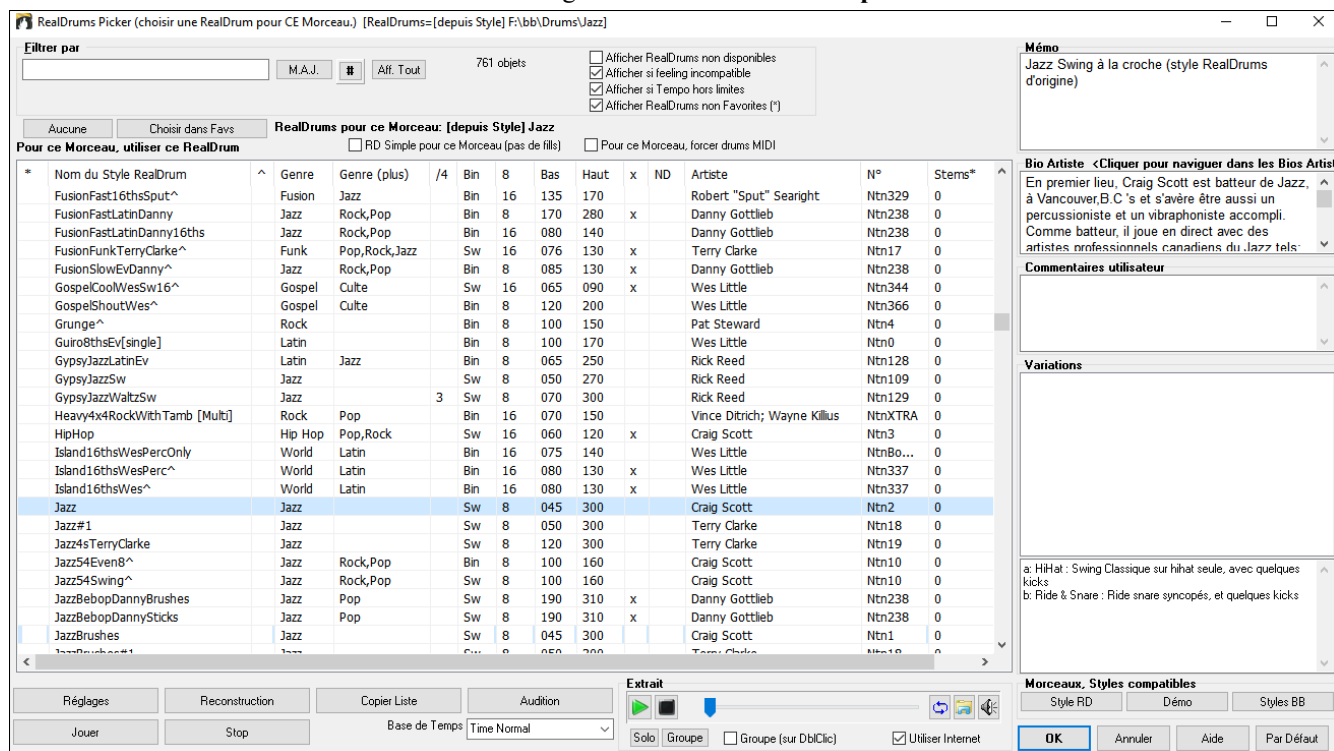 RealDrums Picker (choisir une RealDrum pour CE Morceau.) [RealDrums=[depuis Style] F:\bb\Drums\Jazz]
Filtrer par
M.A.J. # Aff. Tout
761 objets
Afficher RealDrums non disponibles
Afficher si feeling incompatible
Afficher si Tempo hors limites
Afficher RealDrums non Favorites (*)
Aucune Choisir dans Favs RealDrums pour ce Morceau: [depuis Style] Jazz
Pour ce Morceau, utiliser ce RealDrum RD Simple pour ce Morceau (pas de fills) Pour ce Morceau, forcer drums MIDI
* Nom du Style RealDrum ^ Genre Genre (plus) /4 Bin 8 Bas Haut x ND Artiste N° Stems*
FusionFast16thsSput^ Fusion Jazz Bin 16 135 170 Robert "Sput" Searight Ntn329 0
FusionFastLatinDanny Jazz Rock,Pop Bin 8 170 280 x Danny Gottlieb Ntn238 0
FusionFastLatinDanny16ths Jazz Rock,Pop Bin 16 080 140 Danny Gottlieb Ntn238 0
FusionFunkTerryClarke^ Funk Pop,Rock,Jazz Sw 16 076 130 x Terry Clarke Ntn17 0
FusionSlowEvDanny^ Jazz Rock,Pop Bin 8 085 130 x Danny Gottlieb Ntn238 0
GospelCoolWesSw16^ Gospel Culte Sw 16 065 090 x Wes Little Ntn344 0
GospelShoutWes^ Gospel Culte Bin 8 120 200 Wes Little Ntn366 0
Grunge^ Rock Bin 8 100 150 Pat Steward Ntn4 0
Guiro8thsEv[single] Latin Bin 8 100 170 Wes Little Ntn0 0
GypsyJazzLatinEv Latin Jazz Bin 8 065 250 Rick Reed Ntn128 0
GypsyJazzSw Jazz Sw 8 050 270 Rick Reed Ntn109 0
GypsyJazzWaltzSw Jazz 3 Sw 8 070 300 Rick Reed Ntn129 0
Heavy4x4RockWithTamb [Multi] Rock Pop Bin 16 070 150 Vince Ditrich; Wayne Killius NtnXTRA 0
HipHop Hip Hop Pop,Rock Sw 16 060 120 x Craig Scott Ntn3 0
Island16thsWesPercOnly World Latin Bin 16 075 140 Wes Little NtnBo... 0
Island16thsWesPerc^ World Latin Bin 16 080 130 x Wes Little Ntn337 0
Island16thsWes^ World Latin Bin 16 080 130 x Wes Little Ntn337 0
Jazz Jazz Sw 8 045 300 Craig Scott Ntn2 0
Jazz#1 Jazz Sw 8 050 300 Terry Clarke Ntn18 0
Jazz4sTerryClarke Jazz Sw 8 120 300 Terry Clarke Ntn19 0
Jazz54Even8^ Jazz Rock,Pop Bin 8 100 160 Craig Scott Ntn10 0
Jazz54Swing^ Jazz Rock,Pop Sw 8 100 160 Craig Scott Ntn10 0
JazzBebopDannyBrushes Jazz Pop Sw 8 190 310 x Danny Gottlieb Ntn238 0
JazzBebopDannySticks Jazz Pop Sw 8 190 310 x Danny Gottlieb Ntn238 0
JazzBrushes Jazz Sw 8 045 300 Craig Scott Ntn1 0
Mémo
Jazz Swing à la croche (style RealDrums
d'origine)
Bio Artiste <Cliquer pour naviguer dans les Bios Artist
En premier lieu, Craig Scott est batteur de Jazz,
à Vancouver,B.C 's et s'avère être aussi un
percussioniste et un vibraphoniste accompli.
Comme batteur, il joue en direct avec des
artistes professionnels canadiens du Jazz tels:
Commentaires utilisateur
Variations
a: HiHat : Swing Classique sur hihat seule, avec quelques
kicks
b: Ride & Snare : Ride snare syncopés, et quelques kicks
Réglages Reconstruction Copier Liste Audition
Jouer Stop Base de Temps Time Normal
Extrait
Solo Groupe Groupe (sur DblClic) Utiliser Internet
Morceaux, Styles compatibles
Style RD Démo Styles BB
OK Annuler Aide Par Défaut